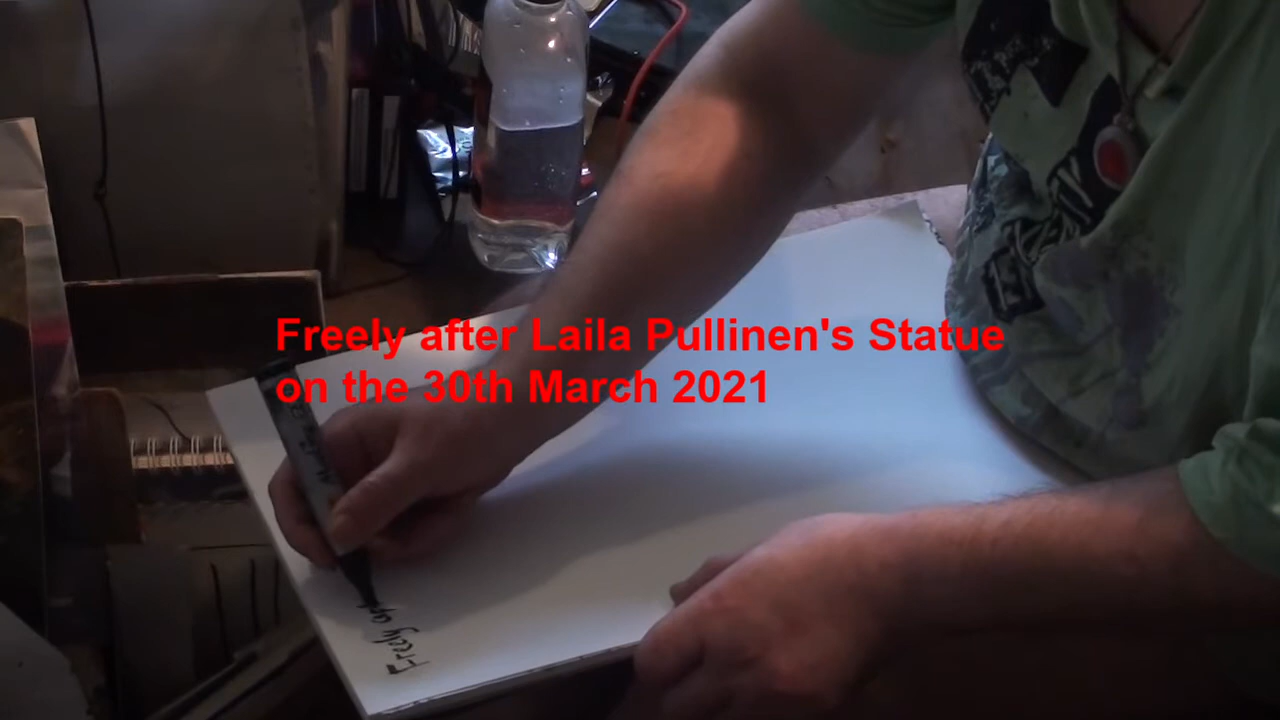 Freely after Laila Pullinen's Statue
on the 30th March 2021
Freely